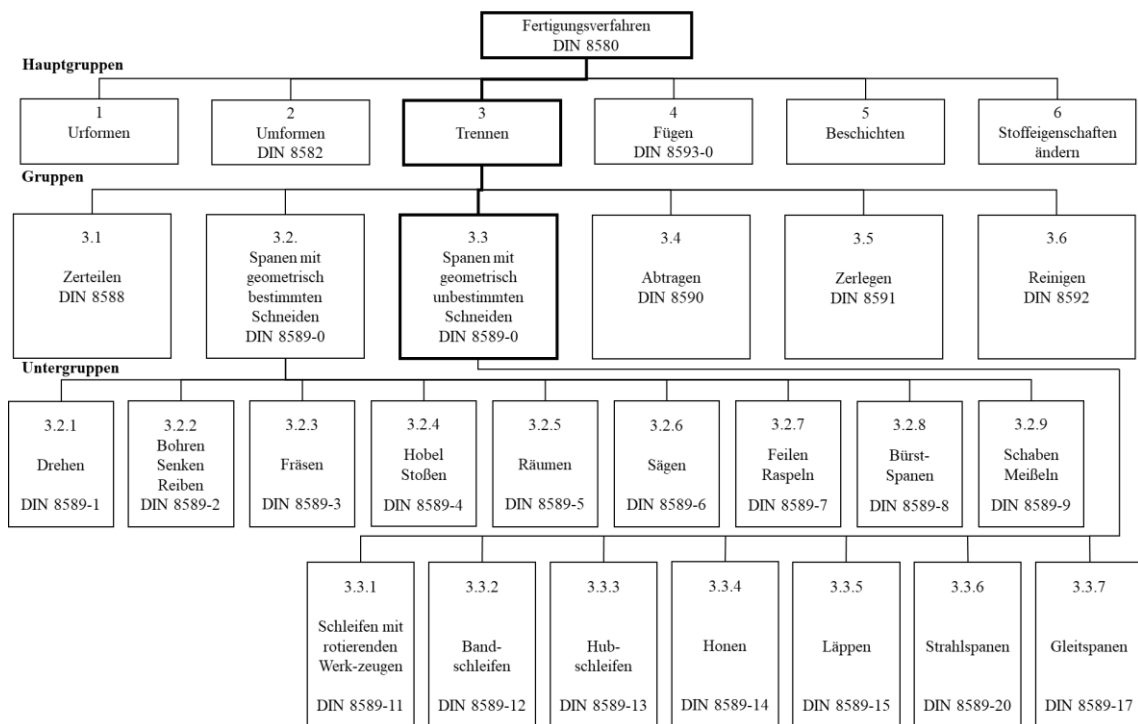 Fertigungsverfahren
DIN 8580
Hauptgruppen
1
Urformen
2
Umformen
DIN 8582
3
Trennen
4
Fügen
DIN 8593-0
5
Beschichten
6
Stoffeigenschaften
ändern
Gruppen
3.1
Zerteilen
DIN 8588
3.2.
Spanen mit
geometrisch
bestimmten
Schneiden
DIN 8589-0
3.3
Spanen mit
geometrisch
unbestimmten
Schneiden
DIN 8589-0
3.4
Abtragen
DIN 8590
3.5
Zerlegen
DIN 8591
3.6
Reinigen
DIN 8592
Untergruppen
3.2.1
Drehen
DIN 8589-1
3.2.2
Bohren
Senken
Reiben
DIN 8589-2
3.2.3
Fräsen
DIN 8589-3
3.2.4
Hobel
Stoßen
DIN 8589-4
3.2.5
Räumen
DIN 8589-5
3.2.6
Sägen
DIN 8589-6
3.2.7
Feilen
Raspeln
DIN 8589-7
3.2.8
Bürst-
Spanen
DIN 8589-8
3.2.9
Schaben
Meißeln
DIN 8589-9
3.3.1
Schleifen mit
rotierenden
Werk-zeugen
DIN 8589-11
3.3.2
Band-
schleifen
DIN 8589-12
3.3.3
Hub-
schleifen
DIN 8589-13
3.3.4
Honen
DIN 8589-14
3.3.5
Läppen
DIN 8589-15
3.3.6
Strahlspanen
DIN 8589-20
3.3.7
Gleitspanen
DIN 8589-17